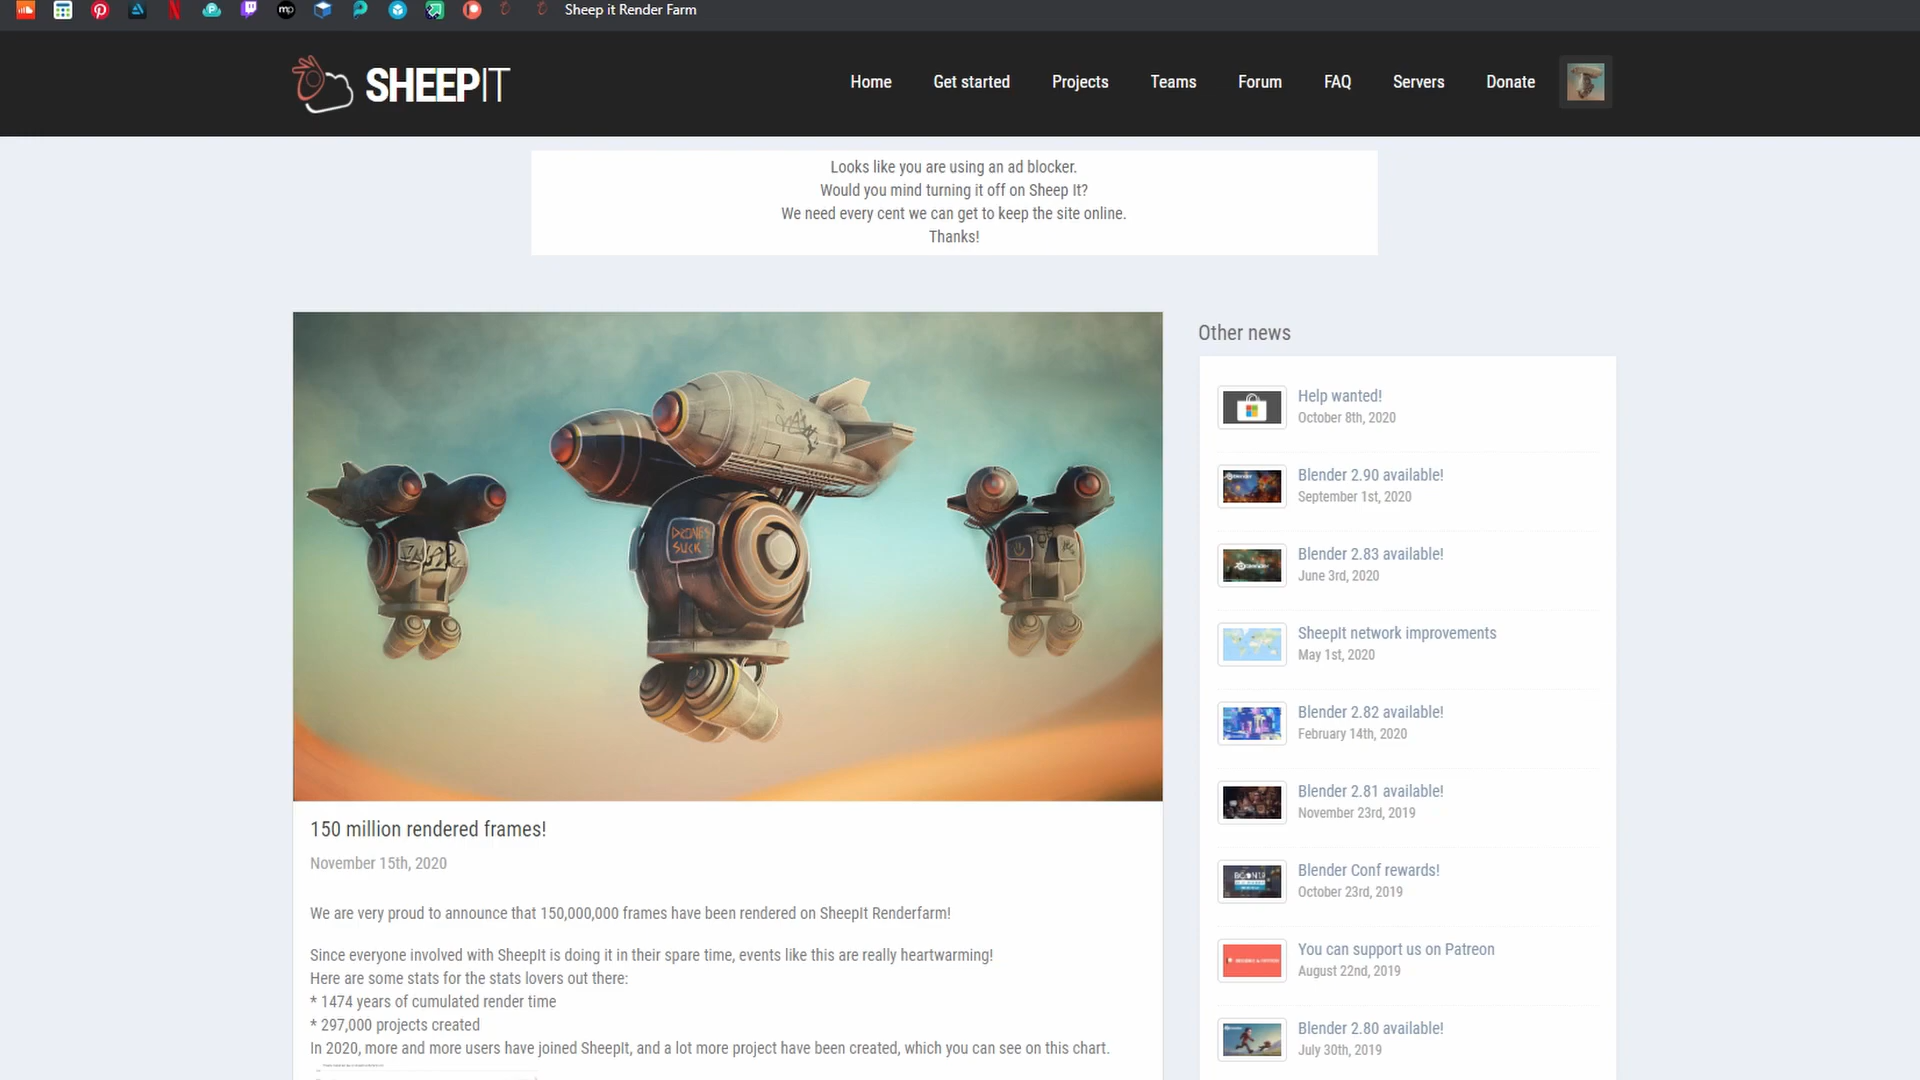 Sheep it Render Farm
SHEEPIT
Home
Get started
Projects
Teams
Forum
FAQ
Servers
Donate
Looks like you are using an ad blocker.
Would you mind turning it off on Sheep It?
We need every cent we can get to keep the site online.
Thanks!
DRONES
SUCK
150 million rendered frames!
November 15th, 2020
We are very proud to announce that 150,000,000 frames have been rendered on SheepIt Renderfarm!
Since everyone involved with SheepIt is doing it in their spare time, events like this are really heartwarming!
Here are some stats for the stats lovers out there:
* 1474 years of cumulated render time
* 297,000 projects created
In 2020, more and more users have joined SheepIt, and a lot more project have been created, which you can see on this chart.
Other news
Help wanted!
October 8th, 2020
Blender 2.90 available!
September 1st, 2020
Blender 2.83 available!
June 3rd, 2020
SheepIt network improvements
May 1st, 2020
Blender 2.82 available!
February 14th, 2020
Blender 2.81 available!
November 23rd, 2019
Blender Conf rewards!
October 23rd, 2019
You can support us on Patreon
August 22nd, 2019
Blender 2.80 available!
July 30th, 2019